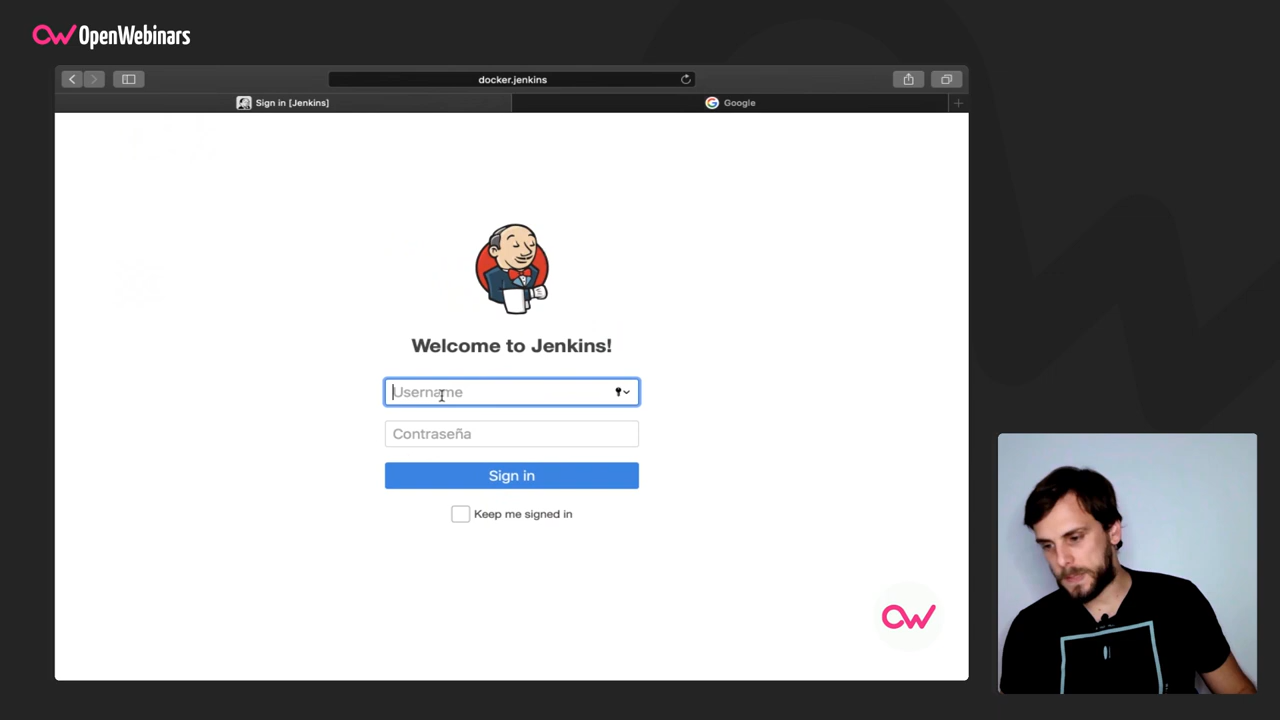 OpenWebinars
docker.jenkins
Sign in [Jenkins]
Google
Welcome to Jenkins!
Username
Contraseña
Sign in
Keep me signed in